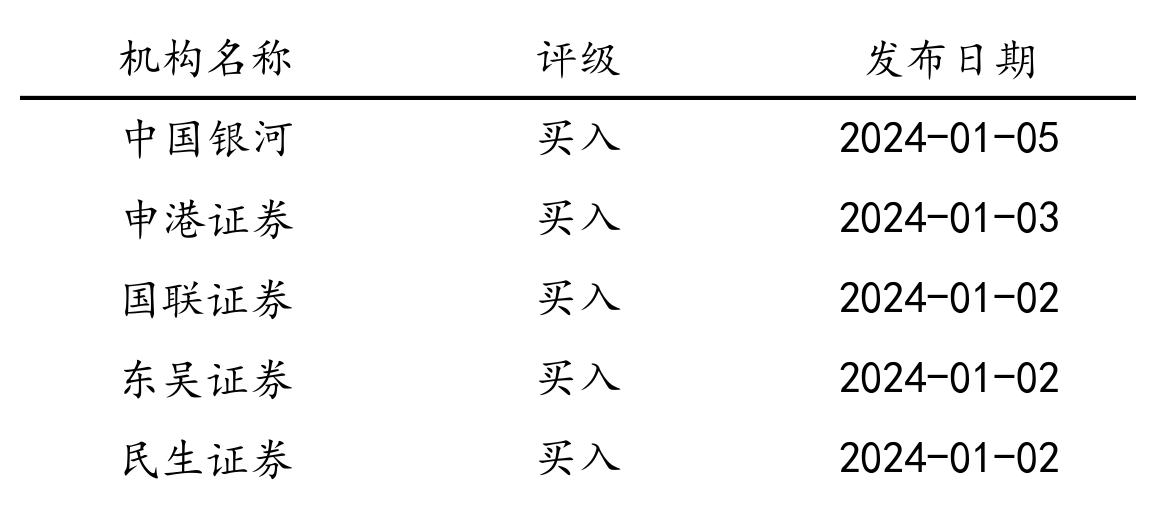 机构名称 评级 发布日期
中国银河 买入 2024-01-05
申港证券 买入 2024-01-03
国联证券 买入 2024-01-02
东吴证券 买入 2024-01-02
民生证券 买入 2024-01-02